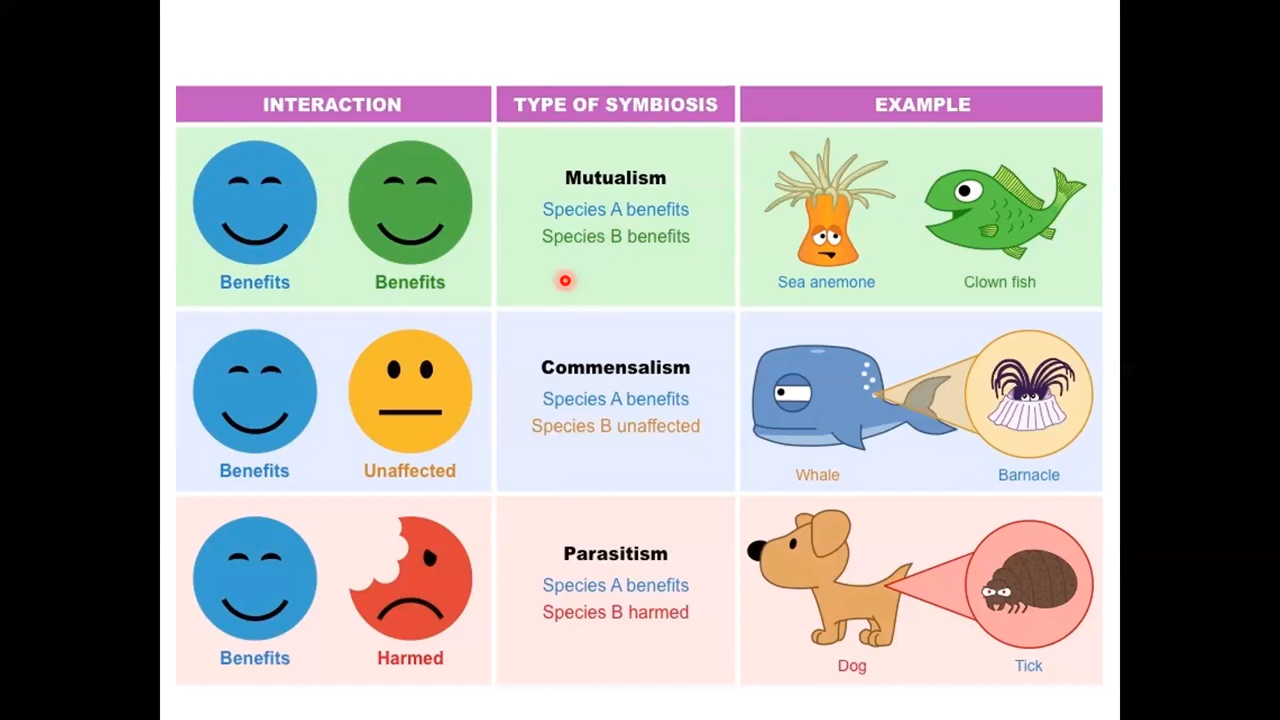 INTERACTION
TYPE OF SYMBIOSIS
EXAMPLE
Benefits
Benefits
Mutualism
Species A benefits
Species B benefits
Sea anemone
Clown fish
Benefits
Unaffected
Commensalism
Species A benefits
Species B unaffected
Whale
Barnacle
Benefits
Harmed
Parasitism
Species A benefits
Species B harmed
Dog
Tick